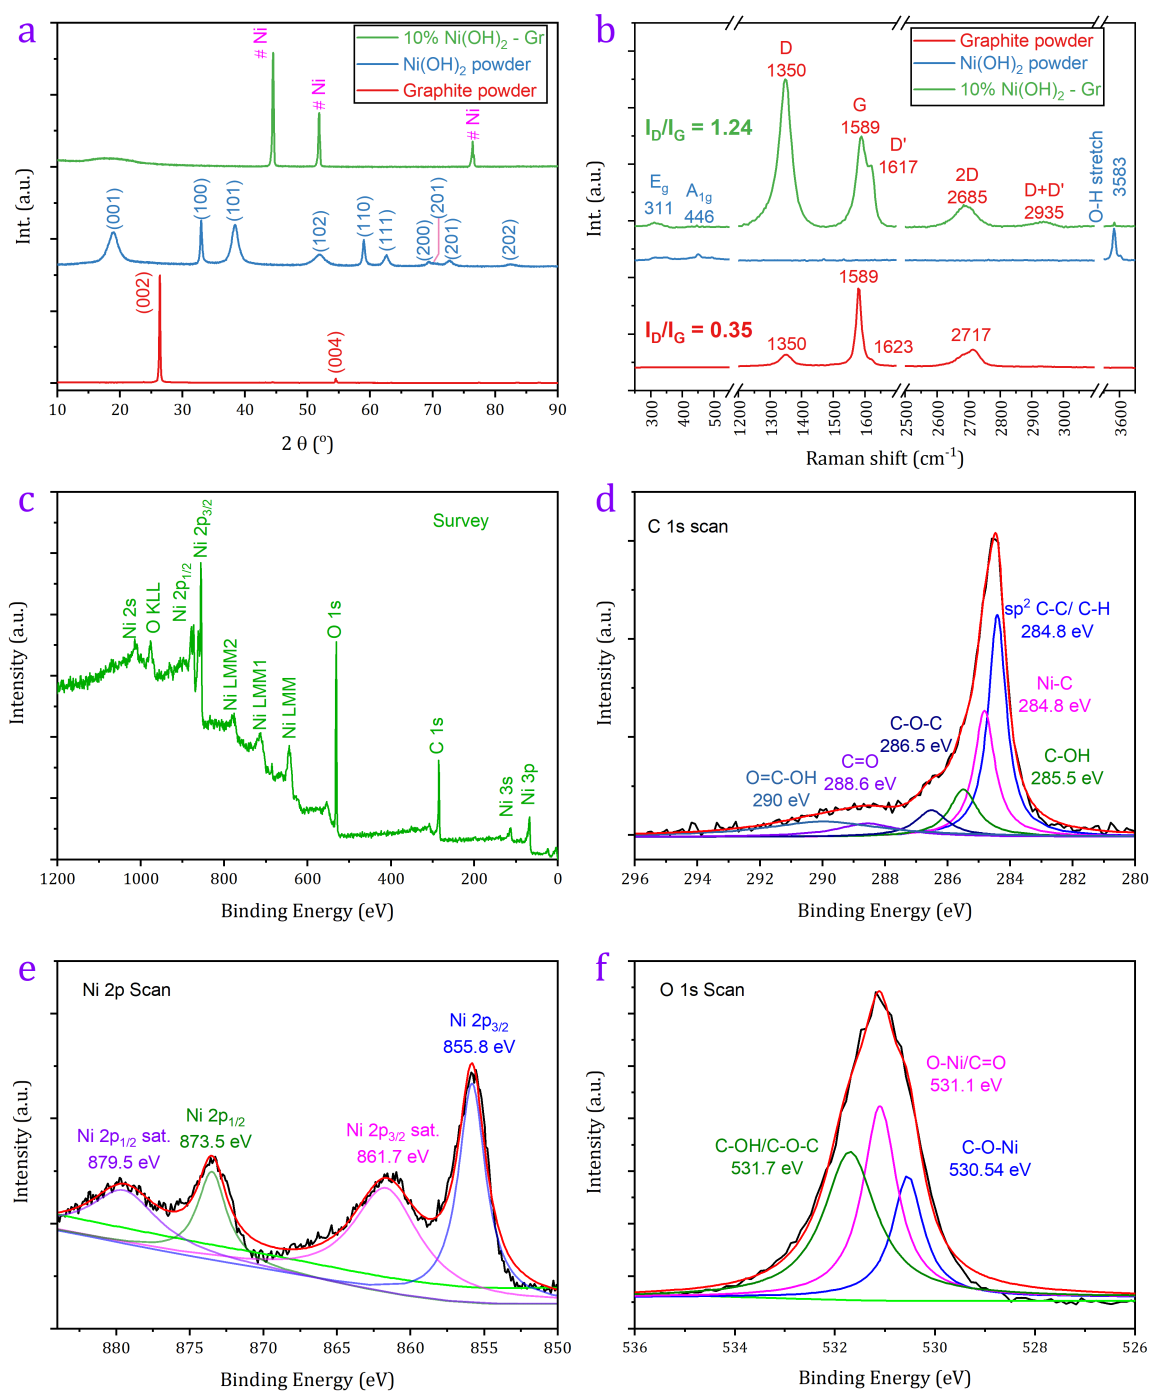 a
# Ni
# Ni
# Ni
10% Ni(OH)2 - Gr
Ni(OH)2 powder
Graphite powder
(001)
(100)
(101)
(102)
(110)
(111)
(200)
(201)
(201)
(202)
(002)
(004)
Int. (a.u.)
10 20 30 40 50 60 70 80 90
2 θ (°)
b
Graphite powder
Ni(OH)2 powder
10% Ni(OH)2 - Gr
D
1350
G
1589
D'
1617
ID/IG = 1.24
2D
2685
D+D'
2935
O-H stretch
3583
Eg
311
A1g
446
1589
ID/IG = 0.35
1350
1623
2717
Int. (a.u.)
300 400 500 1200 1300 1400 1500 1600 1700 2500 2600 2700 2800 2900 3000 3600
Raman shift (cm-1)
c
Survey
Ni 2s
O KLL
Ni 2p1/2
Ni 2p3/2
Ni LMM2
Ni LMM1
Ni LMM
O 1s
C 1s
Ni 3s
Ni 3p
Intensity (a.u.)
1200 1000 800 600 400 200 0
Binding Energy (eV)
d
C 1s scan
sp2 C-C/ C-H
284.8 eV
Ni-C
284.8 eV
C-O-C
286.5 eV
C-OH
285.5 eV
C=O
288.6 eV
O=C-OH
290 eV
Intensity (a.u.)
296 294 292 290 288 286 284 282 280
Binding Energy (eV)
e
Ni 2p Scan
Ni 2p3/2
855.8 eV
Ni 2p1/2
873.5 eV
Ni 2p1/2 sat.
879.5 eV
Ni 2p3/2 sat.
861.7 eV
Intensity (a.u.)
880 875 870 865 860 855 850
Binding Energy (eV)
f
O 1s Scan
O-Ni/C=O
531.1 eV
C-OH/C-O-C
531.7 eV
C-O-Ni
530.54 eV
Intensity (a.u.)
536 534 532 530 528 526
Binding Energy (eV)